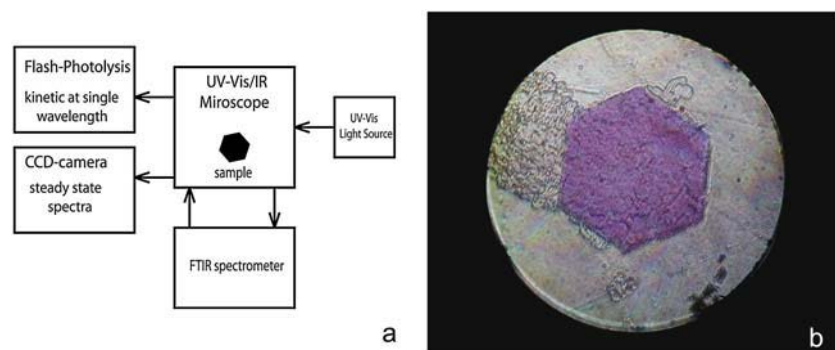 Flash-Photolysis
kinetic at single
wavelength
CCD-camera
steady state
spectra
UV-Vis/IR
Miroscope
sample
UV-Vis
Light Source
FTIR spectrometer
a
b